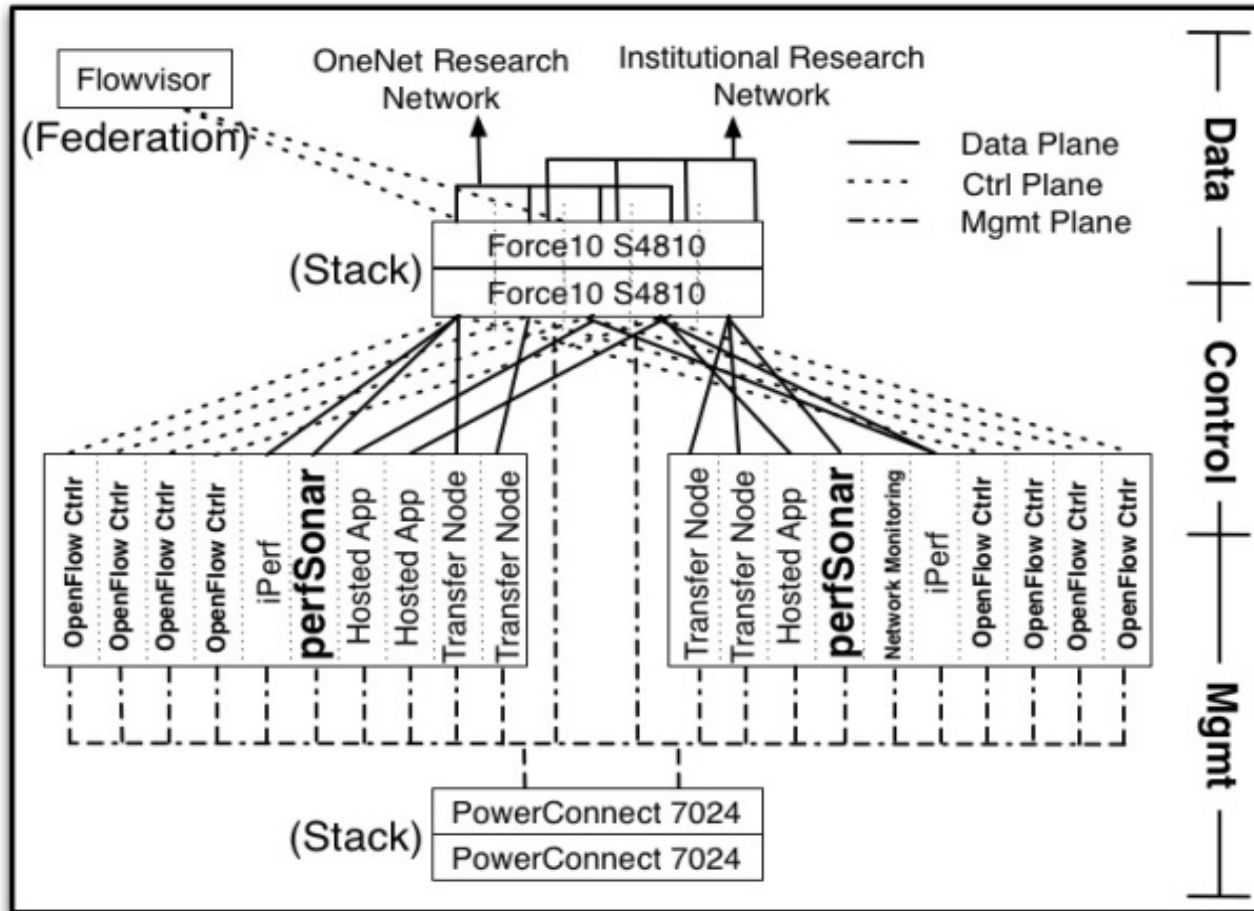 Flowvisor
(Federation)
OneNet Research
Network
Institutional Research
Network
Data Plane
Ctrl Plane
Mgmt Plane
(Stack)
Force10 S4810
Force10 S4810
OpenFlow Ctrlr
OpenFlow Ctrlr
OpenFlow Ctrlr
OpenFlow Ctrlr
iPerf
perfSonar
Hosted App
Hosted App
Transfer Node
Transfer Node
Transfer Node
Transfer Node
Hosted App
perfSonar
Network Monitoring
iPerf
OpenFlow Ctrlr
OpenFlow Ctrlr
OpenFlow Ctrlr
OpenFlow Ctrlr
(Stack)
PowerConnect 7024
PowerConnect 7024
Data
Control
Mgmt